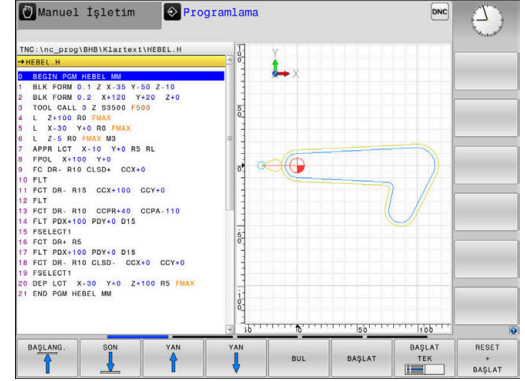 Manuel İşletim
Programlama
DNC
TNC:\nc_prog\BHB\Klartext\HEBEL.H
→HEBEL.H
0 BEGIN PGM HEBEL MM
1 BLK FORM 0.1 Z X-35 Y-50 Z-10
2 BLK FORM 0.2 X+120 Y+20 Z+0
3 TOOL CALL 3 Z S3500 F500
4 L Z+100 R0 FMAX
5 L X-30 Y+0 R0 FMAX
6 L Z-5 R0 FMAX M3
7 APPR LCT X-10 Y+0 R5 RL
8 FPOL X+100 Y+0
9 FC DR- R10 CLSD+ CCX+0
10 FLT
11 FCT DR- R15 CCX+100 CCY+0
12 FLT
13 FCT DR- R10 CCPR+40 CCPA-110
14 FLT PDX+100 PDY+0 D15
15 FSELECT1
16 FCT DR+ R5
17 FLT PDX+100 PDY+0 D15
18 FCT DR- R10 CLSD- CCX+0 CCY+0
19 FSELECT1
20 DEP LCT X-30 Y+0 Z+100 R5 FMAX
21 END PGM HEBEL MM
Y
X
0
50
100
BAŞLANG.
SON
YAN
YAN
BUL
BAŞLAT
BAŞLAT
TEK
RESET
+
BAŞLAT